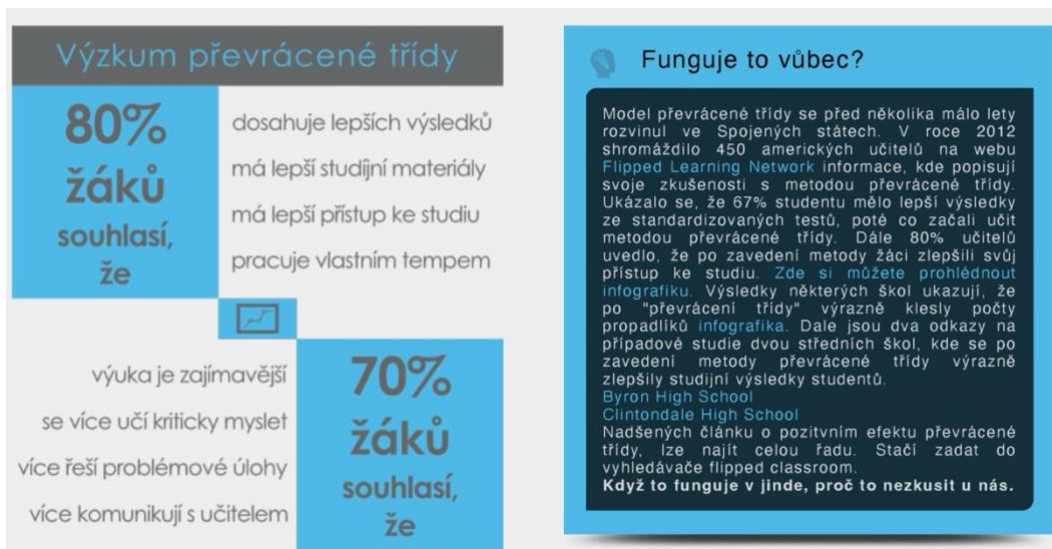 Výzkum převrácené třídy
80%
žáků
souhlasí,
že
dosahuje lepších výsledků
má lepší studíjní materiály
má lepší přístup ke studiu
pracuje vlastním tempem
výuka je zajímavější
se více učí kriticky myslet
více řeší problémové úlohy
více komunikují s učitelem
70%
žáků
souhlasí,
že
Funguje to vůbec?
Model převrácené třídy se před několika málo lety
rozvinul ve Spojených státech. V roce 2012
shromáždilo 450 amerických učitelů na webu
Flipped Learning Network informace, kde popisují
svoje zkušenosti s metodou převrácené třídy.
Ukázalo se, že 67% studentu mělo lepší výsledky
ze standardizovaných testů, poté co začali učit
metodou převrácené třídy. Dále 80% učitelů
uvedlo, že po zavedení metody žáci zlepšili svůj
přístup ke studiu. Zde si můžete prohlédnout
infografiku. Výsledky některých škol ukazují, že
po "převrácení třídy" výrazně klesly počty
propadlíků infografika. Dale jsou dva odkazy na
případové studie dvou středních škol, kde se po
zavedení metody převrácené třídy výrazně
zlepšily studijní výsledky studentů.
Byron High School
Clintondale High School
Nadšených článku o pozitvním efektu převrácené
třídy, lze najít celou řadu. Stačí zadat do
vyhledávače flipped classroom.
Když to funguje v jinde, proč to nezkusit u nás.